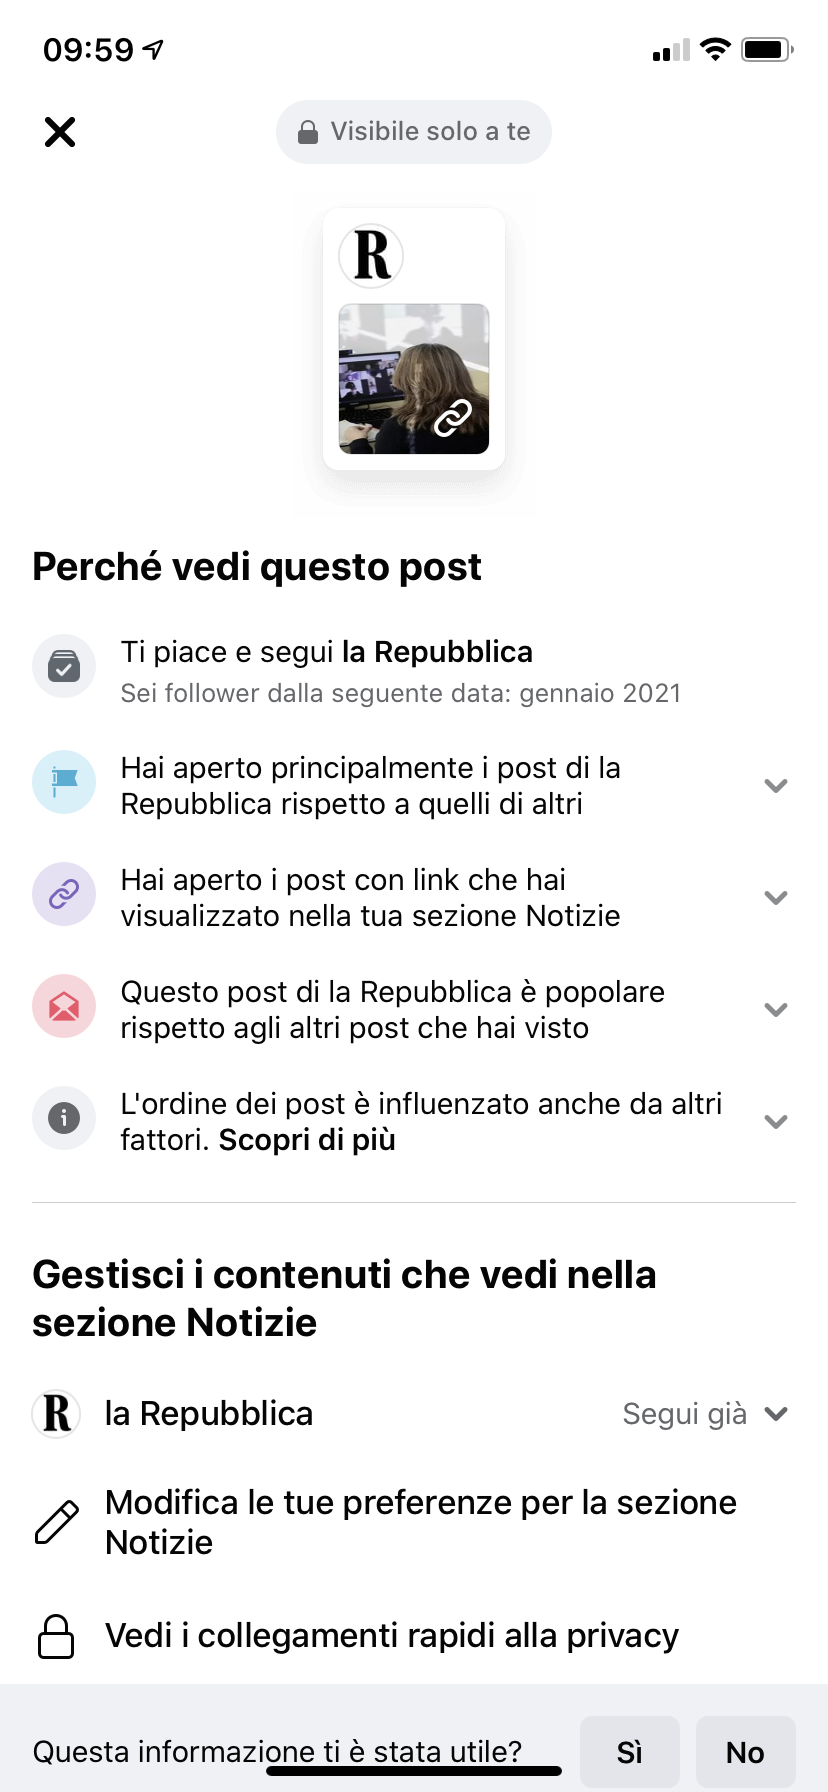 09:59
Visibile solo a te
R
Perché vedi questo post
Ti piace e segui la Repubblica
Sei follower dalla seguente data: gennaio 2021
Hai aperto principalmente i post di la
Repubblica rispetto a quelli di altri
Hai aperto i post con link che hai
visualizzato nella tua sezione Notizie
Questo post di la Repubblica è popolare
rispetto agli altri post che hai visto
L'ordine dei post è influenzato anche da altri
fattori. Scopri di più
Gestisci i contenuti che vedi nella
sezione Notizie
R la Repubblica Segui già
Modifica le tue preferenze per la sezione
Notizie
Vedi i collegamenti rapidi alla privacy
Questa informazione ti è stata utile? Sì No